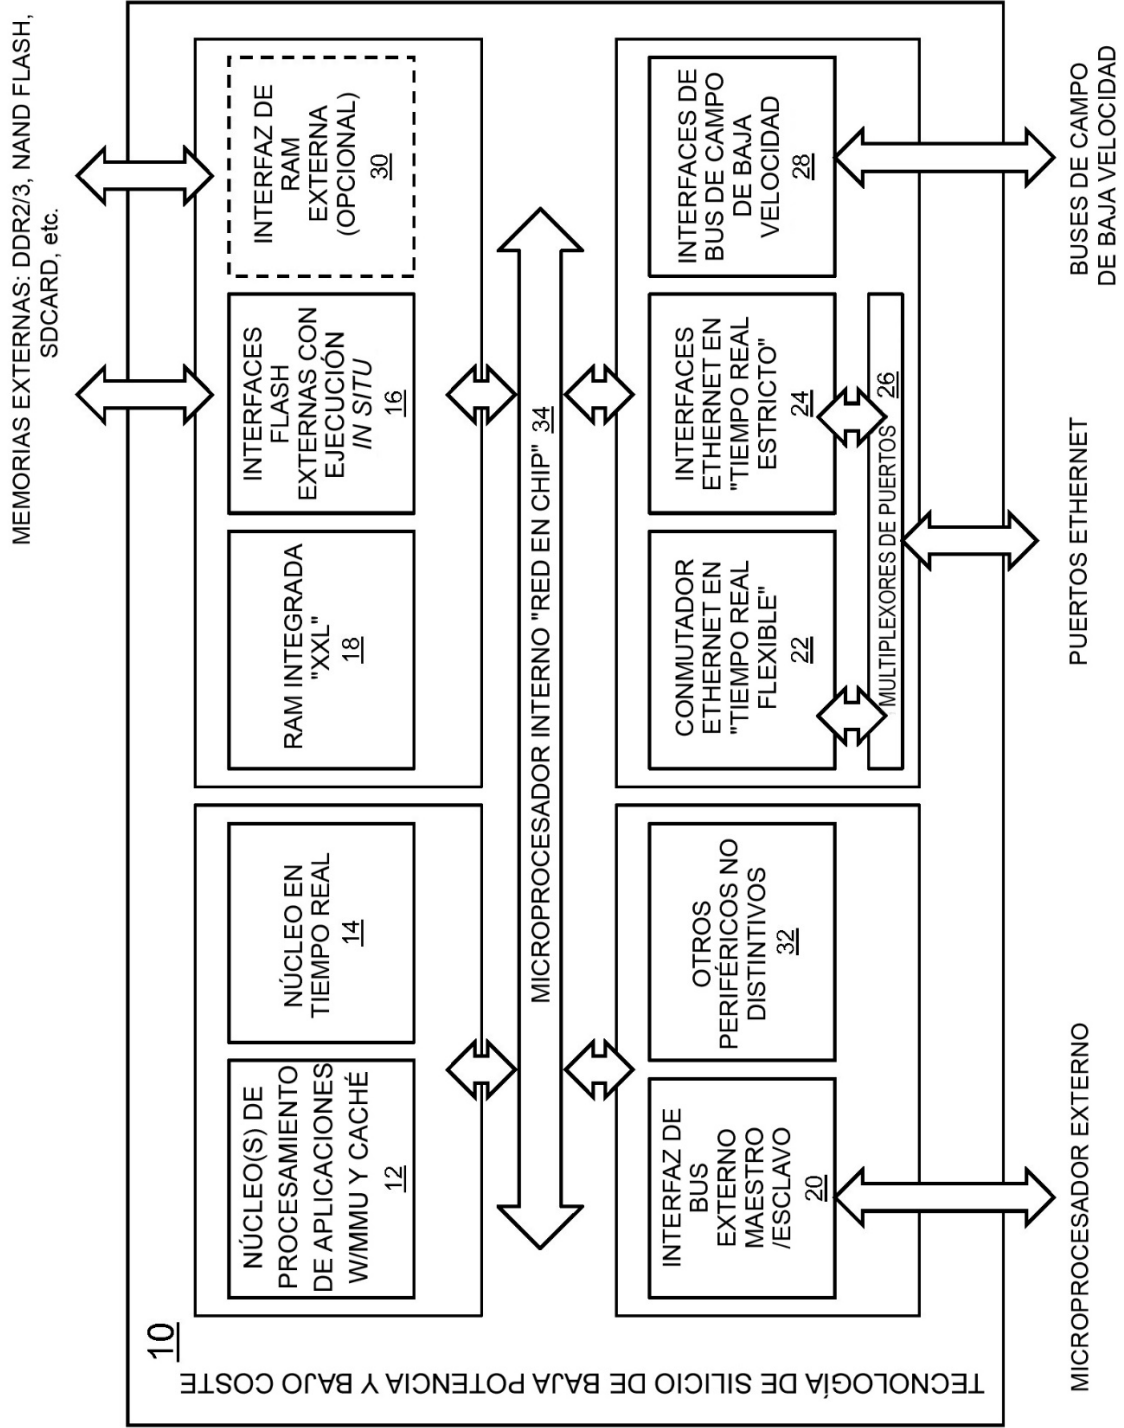 10
TECNOLOGÍA DE SILICIO DE BAJA POTENCIA Y BAJO COSTE
MEMORIAS EXTERNAS: DDR2/3, NAND FLASH,
SDCARD, etc.
NÚCLEO(S) DE
PROCESAMIENTO
DE APLICACIONES
W/MMU Y CACHÉ
12
NÚCLEO EN
TIEMPO REAL
14
RAM INTEGRADA
"XXL"
18
INTERFACES
FLASH
EXTERNAS CON
EJECUCIÓN
IN SITU
16
INTERFAZ DE
RAM
EXTERNA
(OPCIONAL)
30
MICROPROCESADOR INTERNO "RED EN CHIP" 34
INTERFAZ DE
BUS
EXTERNO
MAESTRO
/ESCLAVO
20
OTROS
PERIFÉRICOS NO
DISTINTIVOS
32
CONMUTADOR
ETHERNET EN
"TIEMPO REAL
FLEXIBLE"
22
INTERFACES
ETHERNET EN
"TIEMPO REAL
ESTRICTO"
24
INTERFACES DE
BUS DE CAMPO
DE BAJA
VELOCIDAD
28
MULTIPLEXORES DE PUERTOS 26
MICROPROCESADOR EXTERNO
PUERTOS ETHERNET
BUSES DE CAMPO
DE BAJA VELOCIDAD